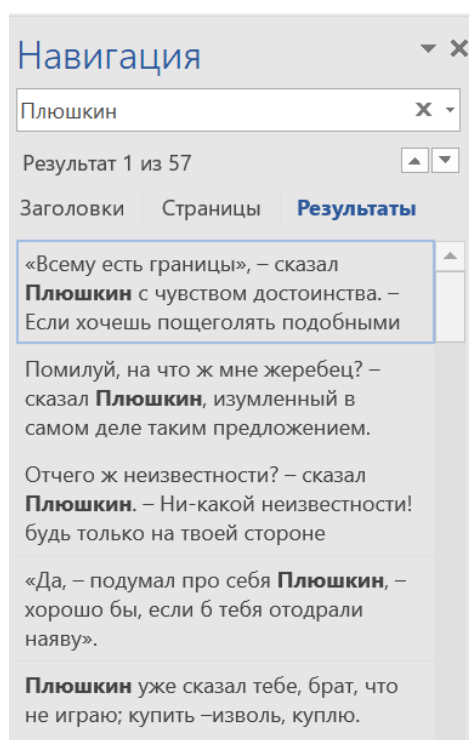 Навигация
Плюшкин
Результат 1 из 57
Заголовки Страницы Результаты
«Всему есть границы», – сказал
Плюшкин с чувством достоинства. –
Если хочешь пощеголять подобными
Помилуй, на что ж мне жеребец? –
сказал Плюшкин, изумленный в
самом деле таким предложением.
Отчего ж неизвестности? – сказал
Плюшкин. – Ни-какой неизвестности!
будь только на твоей стороне
«Да, – подумал про себя Плюшкин, –
хорошо бы, если б тебя отодрали
наяву».
Плюшкин уже сказал тебе, брат, что
не играю; купить –изволь, куплю.